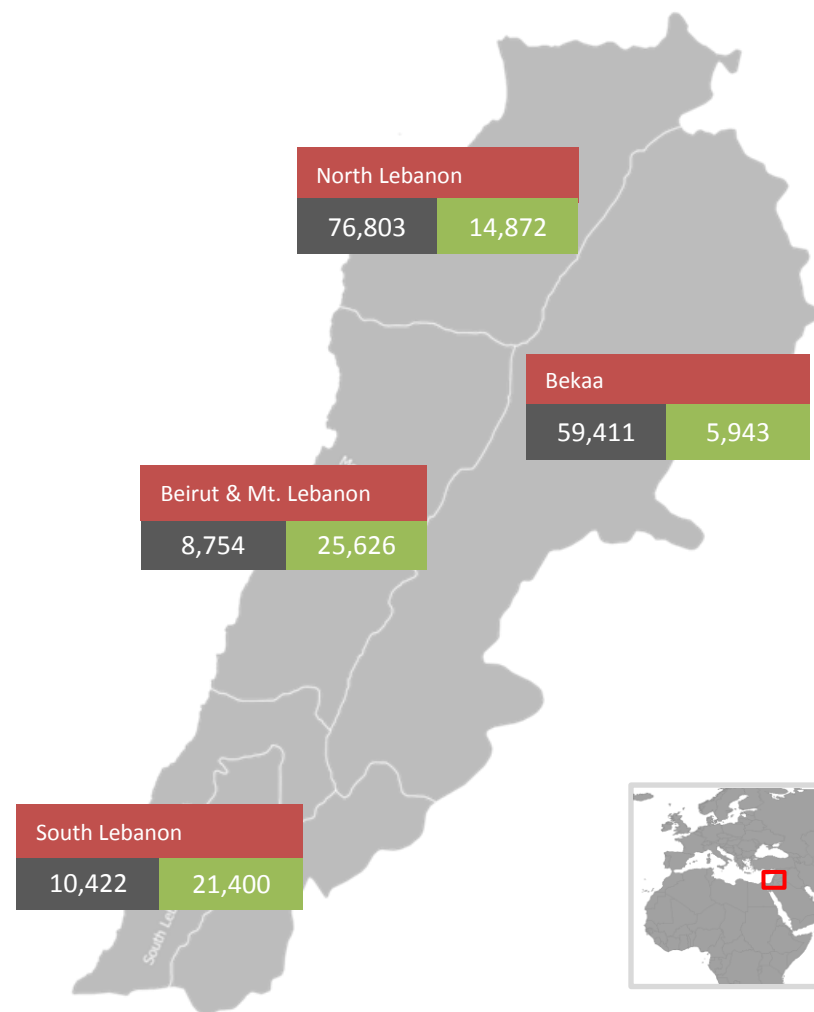 North Lebanon
76,803 14,872
Bekaa
59,411 5,943
Beirut & Mt. Lebanon
8,754 25,626
South Lebanon
10,422 21,400